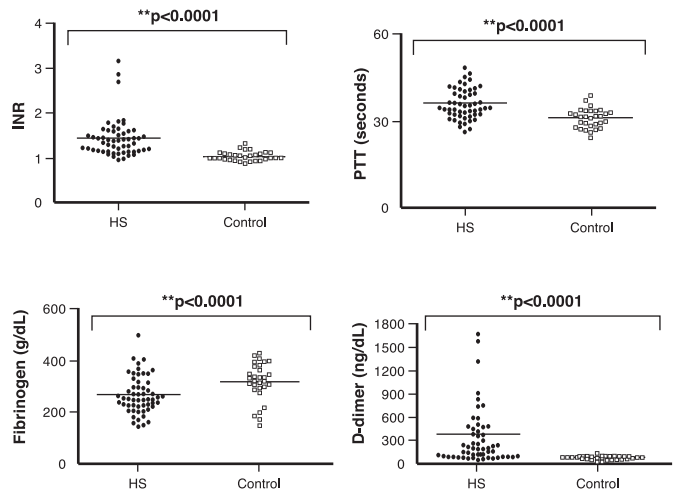 **p<0.0001
4
3
2
1
0
INR
HS
Control
**p<0.0001
60
30
0
PTT (seconds)
HS
Control
**p<0.0001
600
400
200
0
Fibrinogen (g/dL)
HS
Control
**p<0.0001
1800
1500
1200
900
600
300
0
D-dimer (ng/dL)
HS
Control